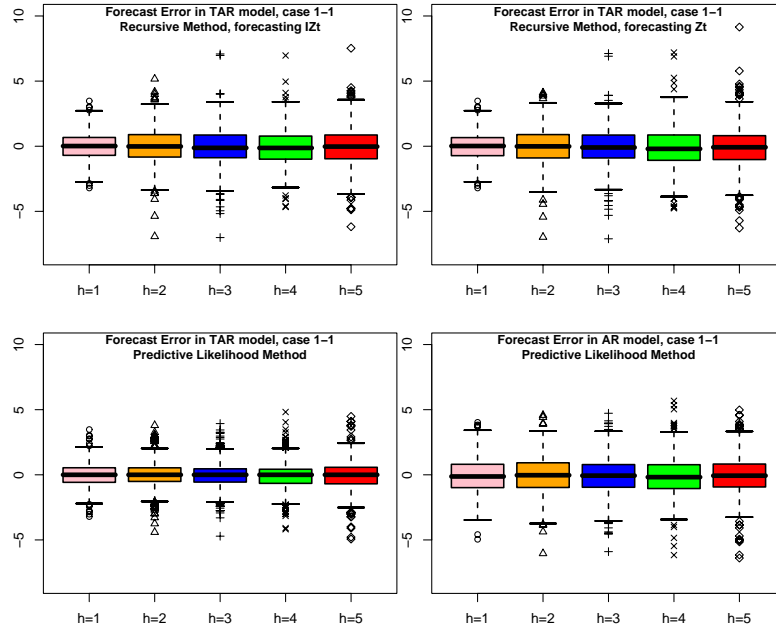 Forecast Error in TAR model, case 1−1
Recursive Method, forecasting IZt
10
5
0
−5
h=1 h=2 h=3 h=4 h=5
Forecast Error in TAR model, case 1−1
Recursive Method, forecasting Zt
10
5
0
−5
h=1 h=2 h=3 h=4 h=5
Forecast Error in TAR model, case 1−1
Predictive Likelihood Method
10
5
0
−5
h=1 h=2 h=3 h=4 h=5
Forecast Error in AR model, case 1−1
Predictive Likelihood Method
10
5
0
−5
h=1 h=2 h=3 h=4 h=5